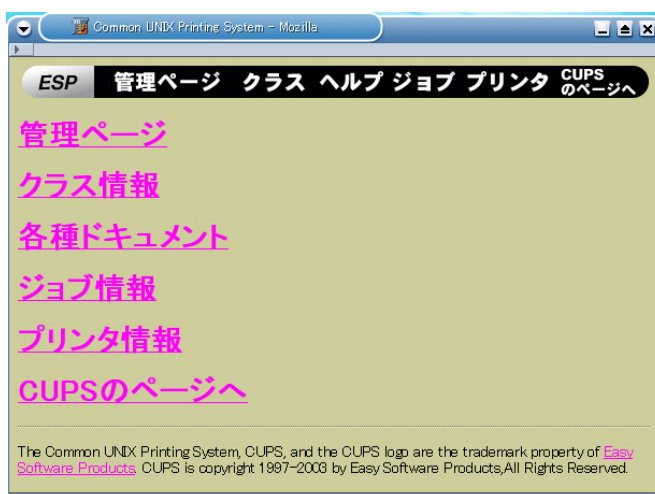 Common UNIX Printing System - Mozilla
ESP 管理ページ クラス ヘルプ ジョブ プリンタ CUPS
のページへ
管理ページ
クラス情報
各種ドキュメント
ジョブ情報
プリンタ情報
CUPSのページへ
The Common UNIX Printing System, CUPS, and the CUPS logo are the trademark property of Easy
Software Products. CUPS is copyright 1997-2003 by Easy Software Products,All Rights Reserved.